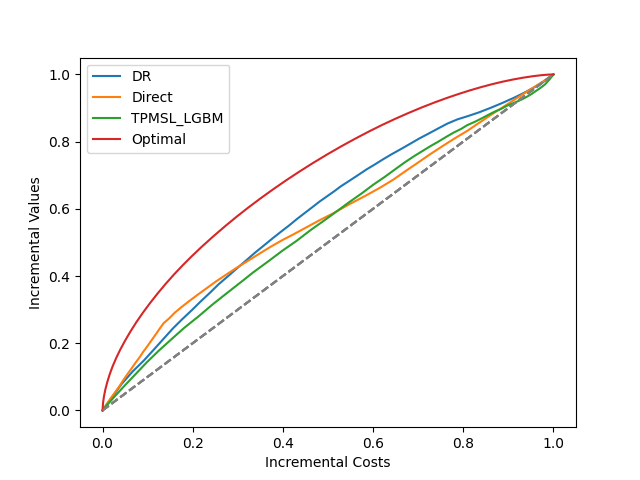 DR
Direct
TPMSL_LGBM
Optimal
1.0
0.8
0.6
0.4
0.2
0.0
Incremental Values
0.0 0.2 0.4 0.6 0.8 1.0
Incremental Costs